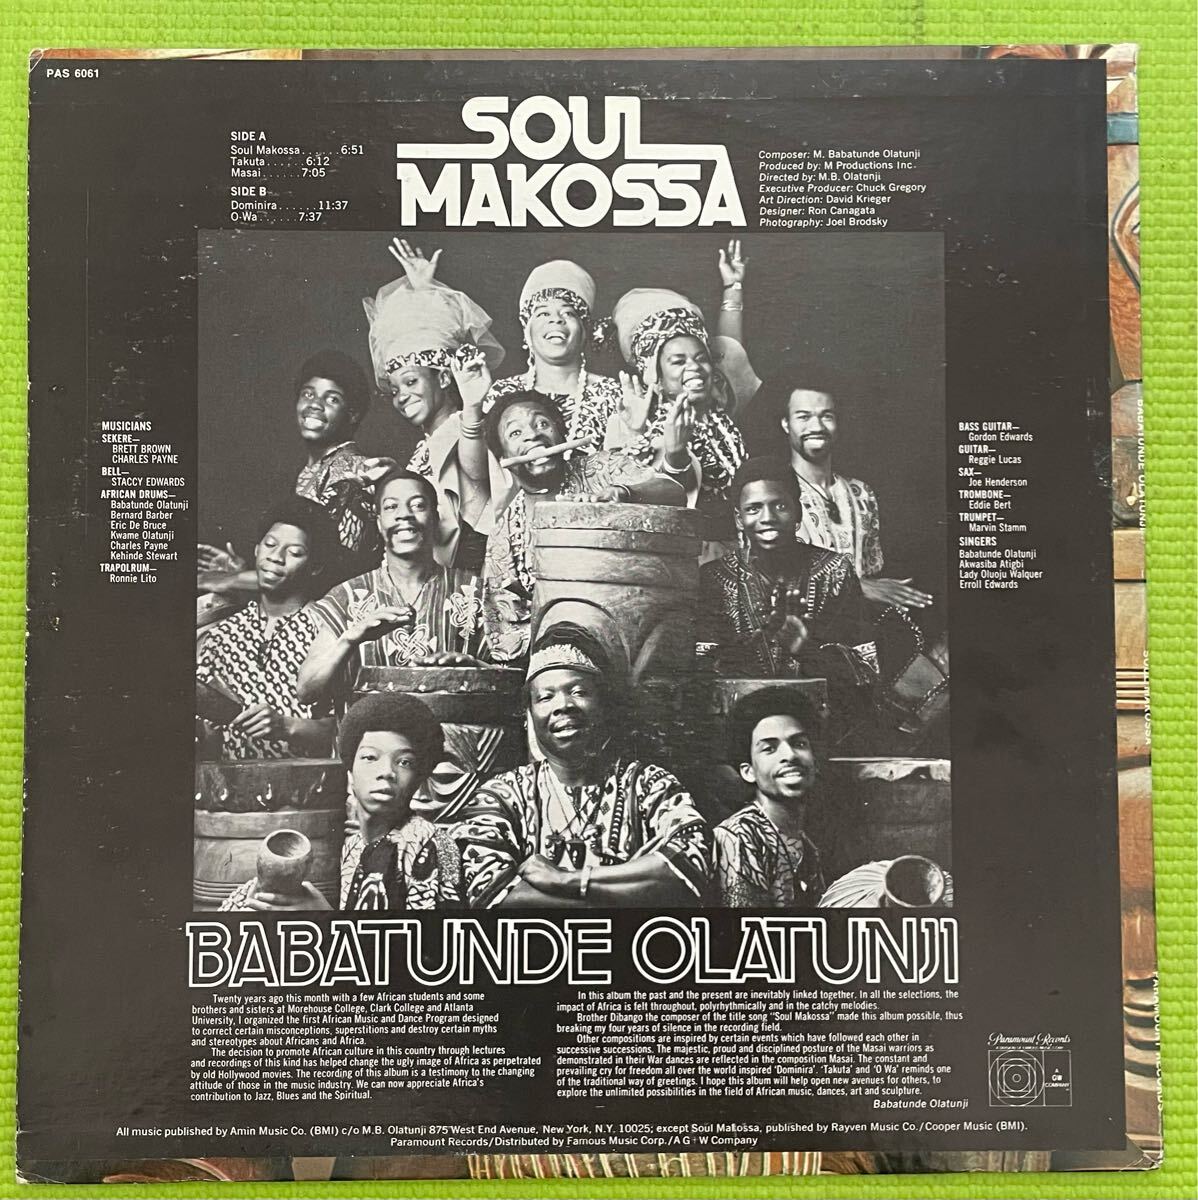 PAS 6061
SOUL
MAKOSSA
SIDE A
Soul Makossa......6:51
Takuta......6:12
Masai......7:05
SIDE B
Dominira......11:37
O-Wa......7:37
Composer: M. Babatunde Olatunji
Produced by: M Productions Inc.
Directed by: M.B. Olatunji
Executive Producer: Chuck Gregory
Art Direction: David Krieger
Designer: Ron Canagata
Photography: Joel Brodsky
MUSICIANS
SEKERE—
BRETT BROWN
CHARLES PAYNE
BELL—
STACCY EDWARDS
AFRICAN DRUMS—
Babatunde Olatunji
Bernard Barber
Eric De Bruce
Kwame Olatunji
Charles Payne
Kehinde Stewart
TRAPOLRUM—
Ronnie Lito
BASS GUITAR—
Gordon Edwards
GUITAR—
Reggie Lucas
SAX—
Joe Henderson
TROMBONE—
Eddie Bert
TRUMPET—
Marvin Stamm
SINGERS
Babatunde Olatunji
Akwasiba Atigbi
Lady Oluoju Walquer
Erroll Edwards
BABATUNDE OLATUNJI
Twenty years ago this month with a few African students and some
brothers and sisters at Morehouse College, Clark College and Atlanta
University, I organized the first African Music and Dance Program designed
to correct certain misconceptions, superstitions and destroy certain myths
and stereotypes about Africans and Africa.
The decision to promote African culture in this country through lectures
and recordings of this kind has helped change the ugly image of Africa as perpetrated
by old Hollywood movies. The recording of this album is a testimony to the changing
attitude of those in the music industry. We can now appreciate Africa's
contribution to Jazz, Blues and the Spiritual.
In this album the past and the present are inevitably linked together. In all the selections, the
impact of Africa is felt throughout, polyrhythmically and in the catchy melodies.
Brother Dibango the composer of the title song "Soul Makossa" made this album possible, thus
breaking my four years of silence in the recording field.
Other compositions are inspired by certain events which have followed each other in
successive successions. The majestic, proud and disciplined posture of the Masai warriors as
demonstrated in their War dances are reflected in the composition Masai. The constant and
prevailing cry for freedom all over the world inspired 'Dominira'. 'Takuta' and 'O Wa' reminds one
of the traditional way of greetings. I hope this album will help open new avenues for others, to
explore the unlimited possibilities in the field of African music, dances, art and sculpture.
Babatunde Olatunji
Paramount Records
A
G+W
COMPANY
All music published by Amin Music Co. (BMI) c/o M.B. Olatunji 875 West End Avenue, New York, N.Y. 10025; except Soul Makossa, published by Rayven Music Co./Cooper Music (BMI).
Paramount Records/Distributed by Famous Music Corp./A G+W Company
BABATUNDE OLATUNJI
SOUL MAKOSSA
PARAMOUNT RECORDS